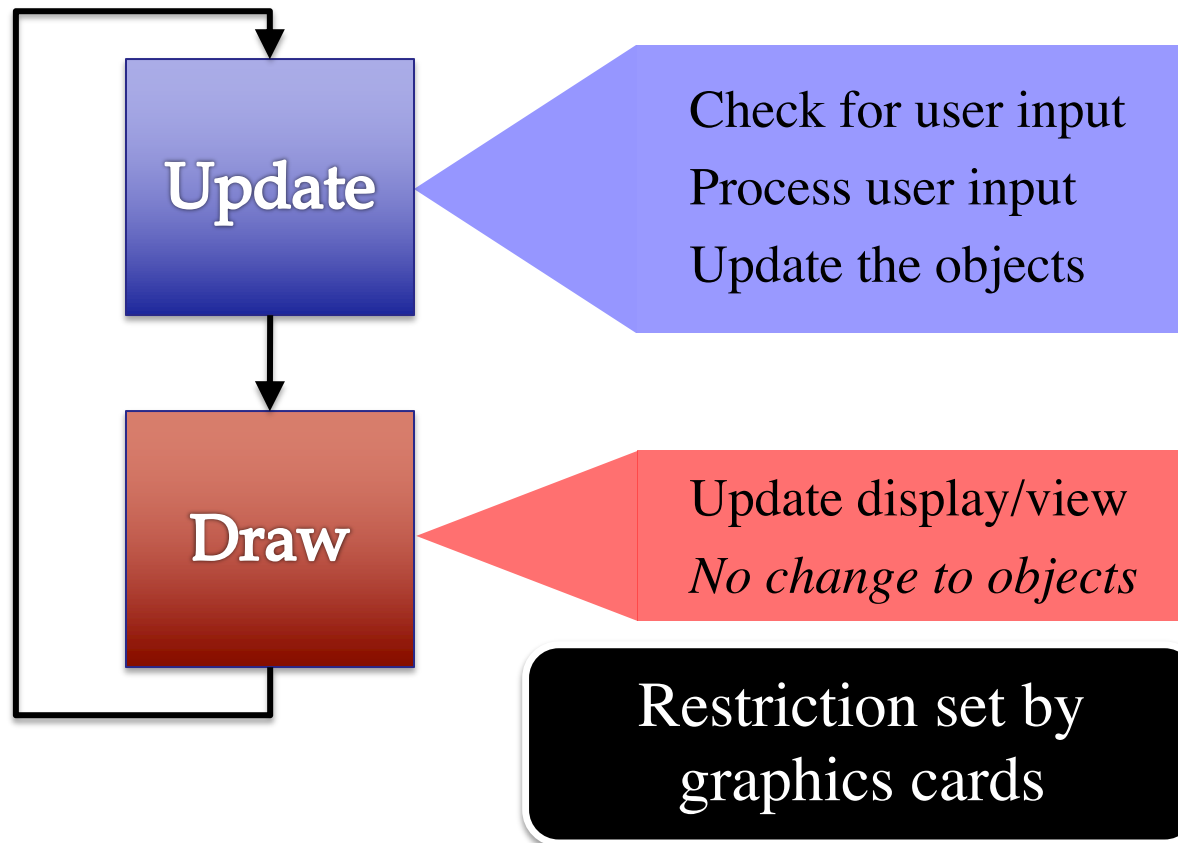 Update
Check for user input
Process user input
Update the objects
Draw
Update display/view
No change to objects
Restriction set by
graphics cards